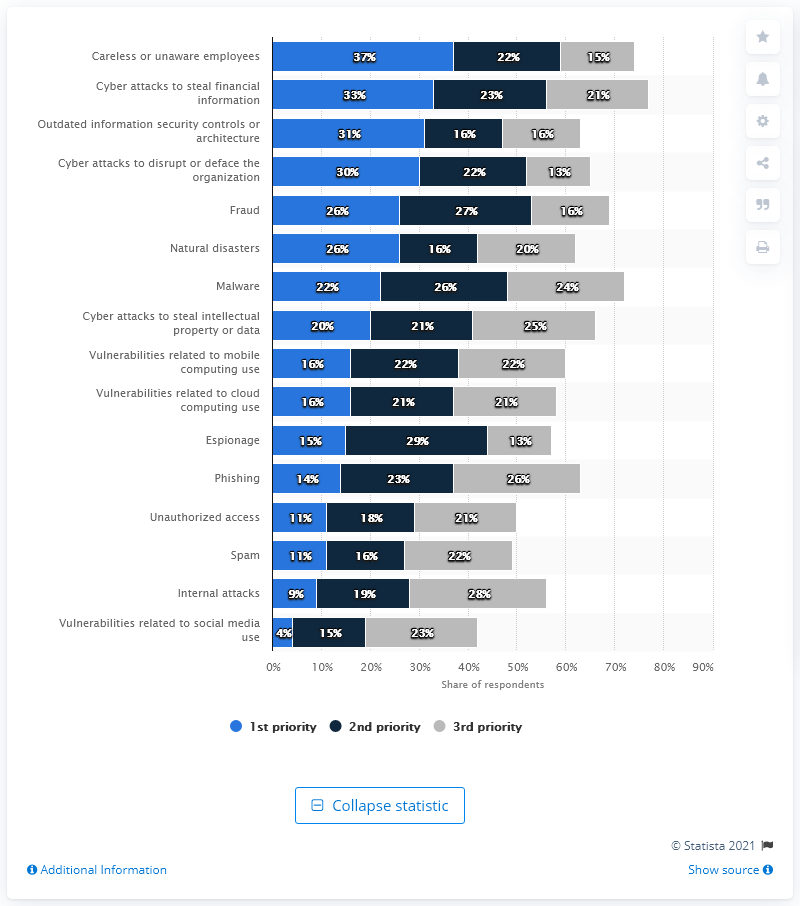 Careless or unaware employees
37% 22% 15%
Cyber attacks to steal financial
information
33% 23% 21%
Outdated information security controls or
architecture
31% 16% 16%
Cyber attacks to disrupt or deface the
organization
30% 22% 13%
Fraud
26% 27% 16%
Natural disasters
26% 16% 20%
Malware
22% 26% 24%
Cyber attacks to steal intellectual
property or data
20% 21% 25%
Vulnerabilities related to mobile
computing use
16% 22% 22%
Vulnerabilities related to cloud
computing use
16% 21% 21%
Espionage
15% 29% 13%
Phishing
14% 23% 26%
Unauthorized access
11% 18% 21%
Spam
11% 16% 22%
Internal attacks
9% 19% 28%
Vulnerabilities related to social media
use
4% 15% 23%
0% 10% 20% 30% 40% 50% 60% 70% 80% 90%
Share of respondents
1st priority 2nd priority 3rd priority
Collapse statistic
© Statista 2021
Additional Information
Show source